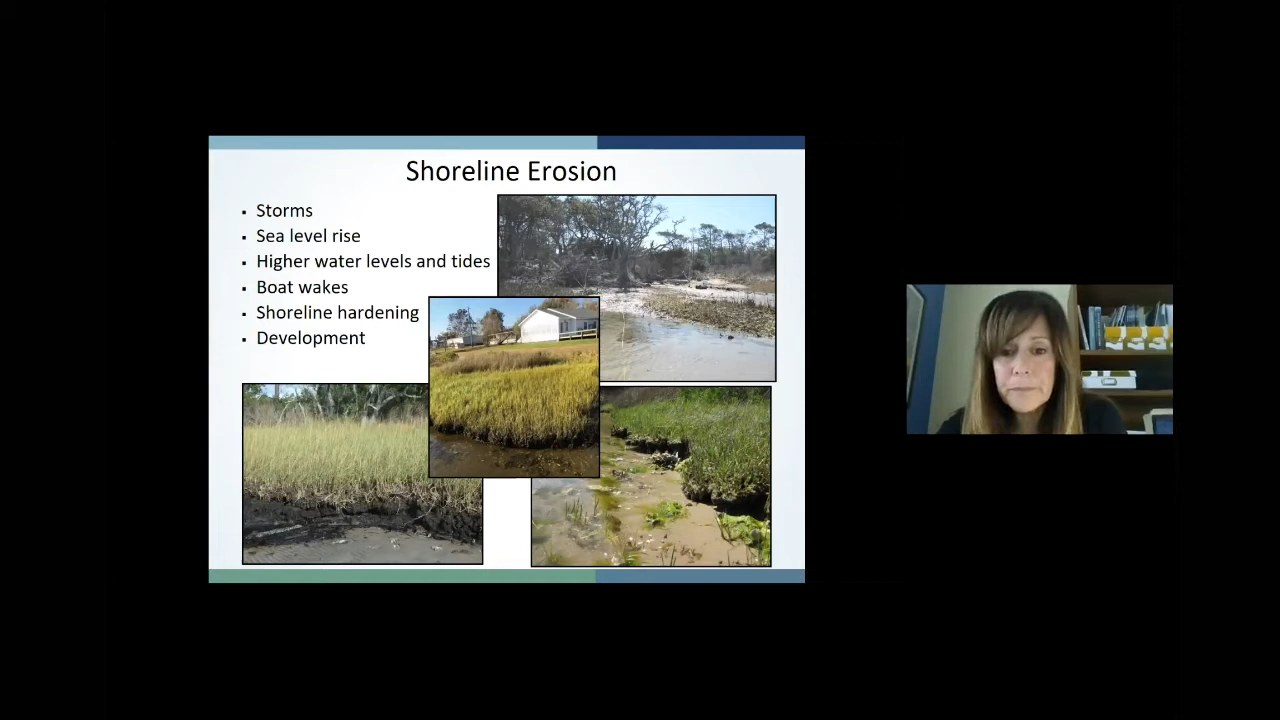 Shoreline Erosion
Storms
Sea level rise
Higher water levels and tides
Boat wakes
Shoreline hardening
Development